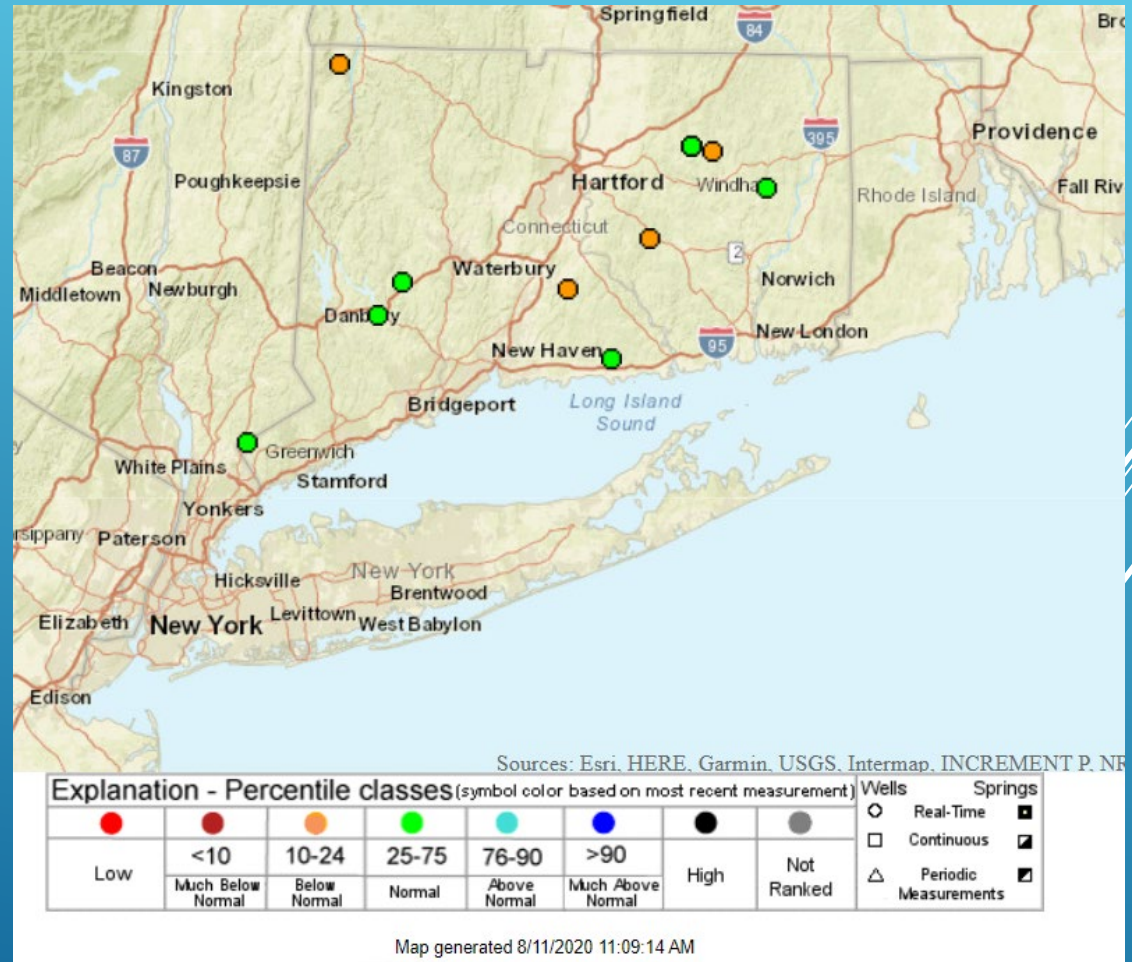 Springfield
84
Bro
Kingston
87
395
Providence
Poughkeepsie
Hartford
Windha
Rhode Island
Fall Riv
Connecticut
2
Beacon
Waterbury
Norwich
Middletown
Newburgh
Danb y
New London
New Haven
95
Bridgeport
Long Island
Sound
Greenwich
White Plains
Stamford
Yonkers
rsippany
Paterson
New York
Hicksville
Brentwood
Levittown
Elizabeth
New York
West Babylon
Edison
Sources: Esri, HERE, Garmin, USGS, Intermap, INCREMENT P, NR
Explanation - Percentile classes (symbol color based on most recent measurement)
Low
<10
Much Below
Normal
10-24
Below
Normal
25-75
Normal
76-90
Above
Normal
>90
Much Above
Normal
High
Not
Ranked
Wells Springs
Real-Time
Continuous
Periodic
Measurements
Map generated 8/11/2020 11:09:14 AM